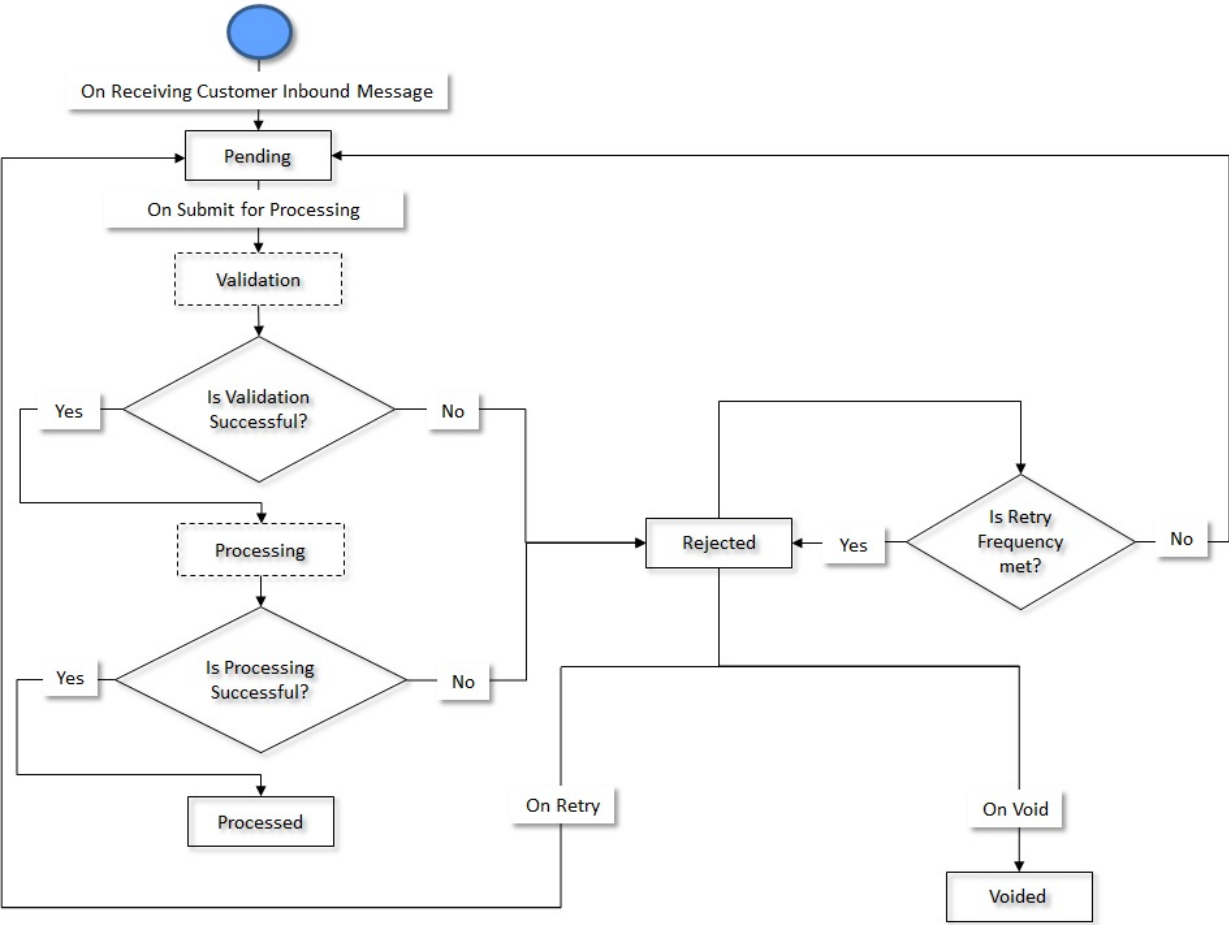 On Receiving Customer Inbound Message
Pending
On Submit for Processing
Validation
Is Validation
Successful?
Yes
No
Processing
Is Processing
Successful?
Yes
No
Processed
Rejected
Yes
Is Retry
Frequency
met?
No
On Retry
On Void
Voided